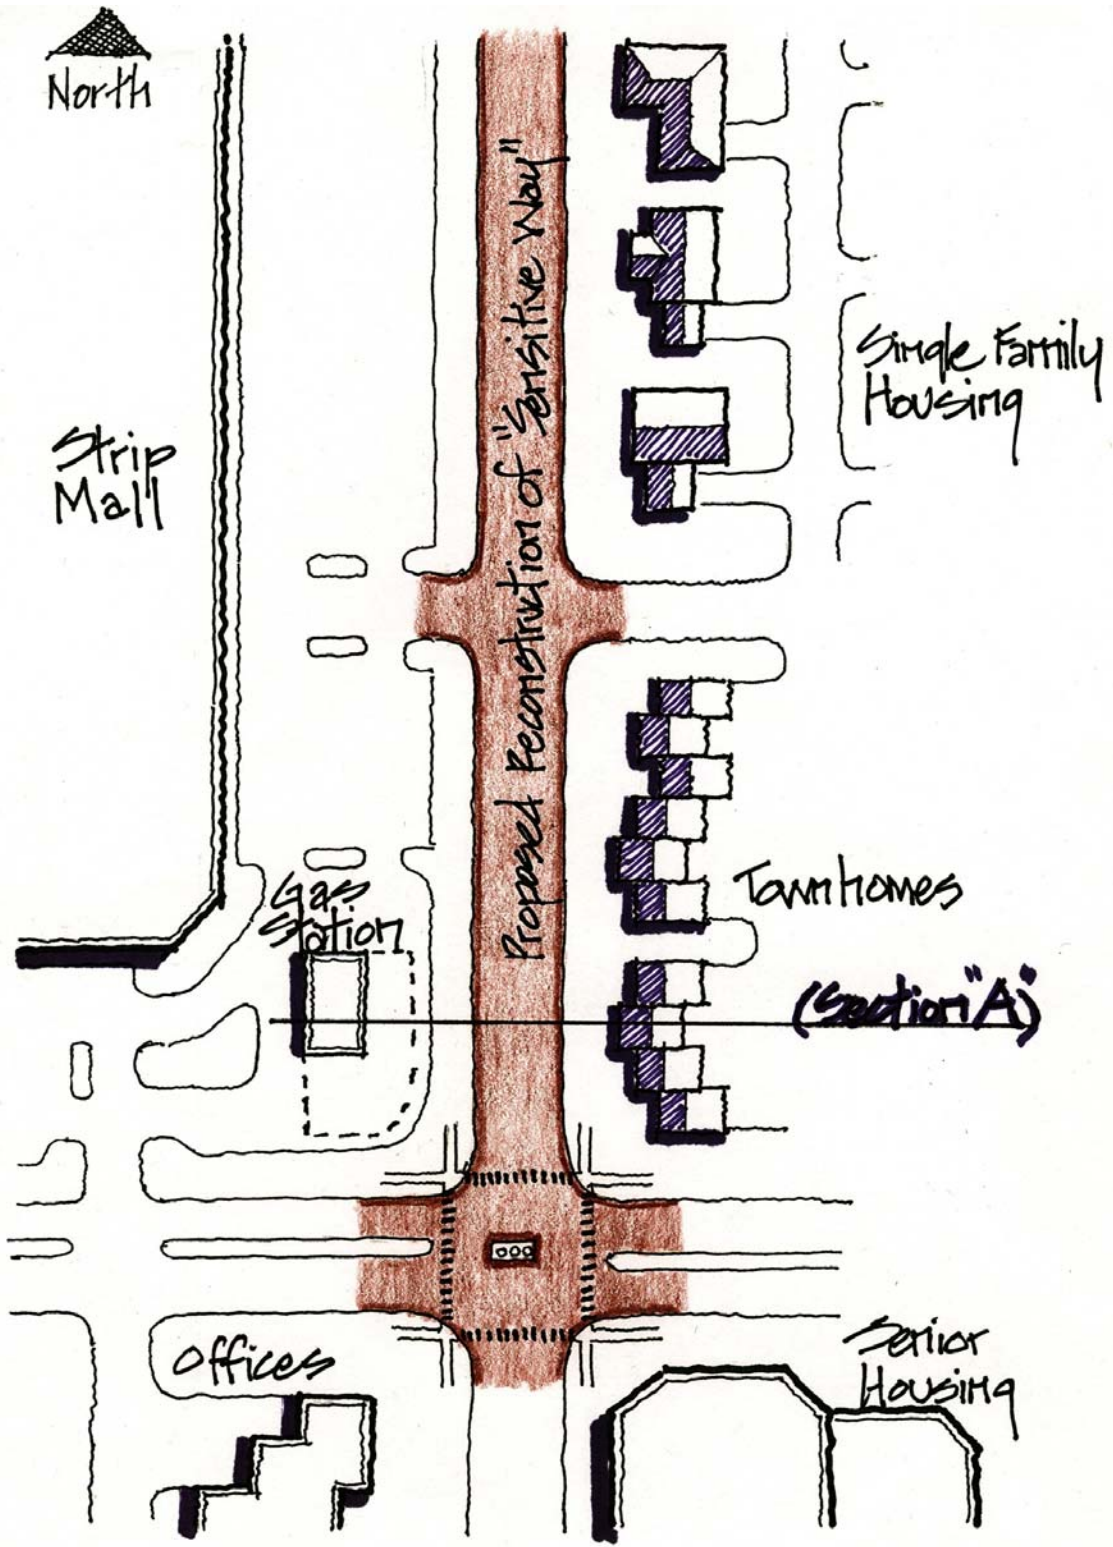 North
Proposed Reconstruction of "Sensitive Way"
Single Family
Housing
Strip
Mall
Gas
Station
Townhomes
(Section "A")
Offices
Senior
Housing